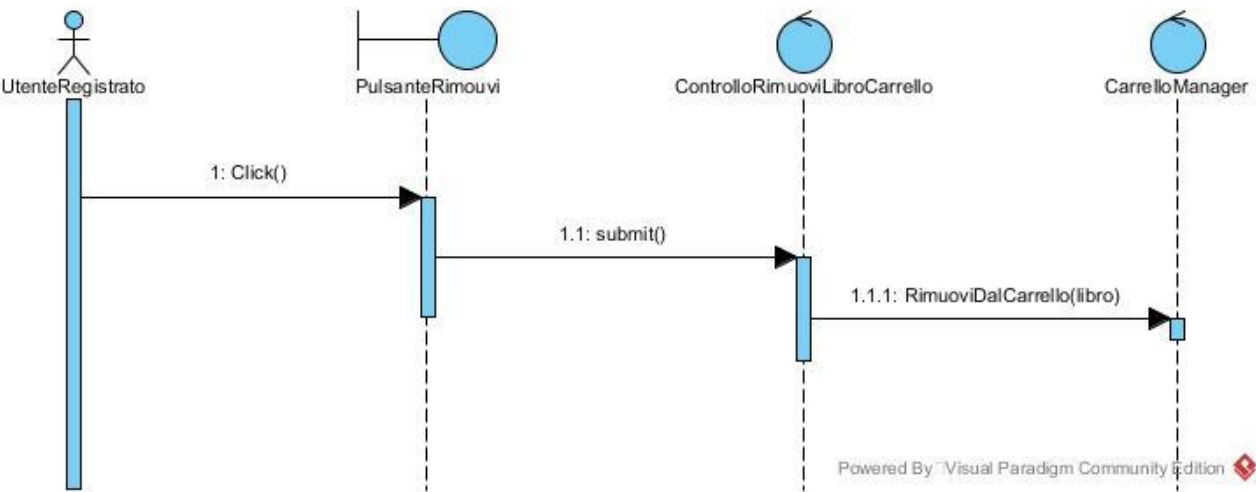 UtenteRegistrato
PulsanteRimouvi
ControlloRimuoviLibroCarrello
CarrelloManager
1: Click()
1.1: submit()
1.1.1: RimuoviDalCarrello(libro)
Powered By Visual Paradigm Community Edition